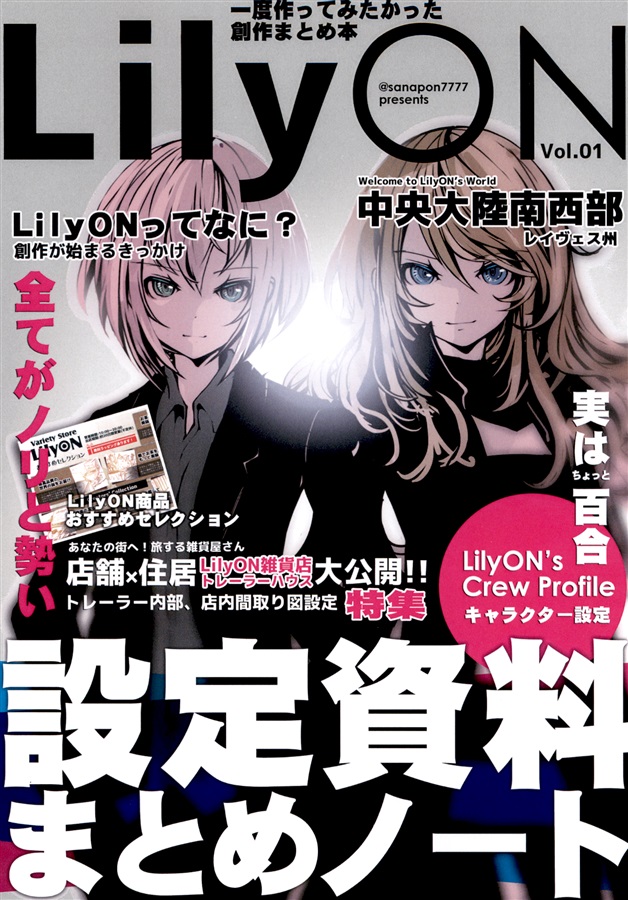 一度作ってみたかった
創作まとめ本
LilyON
@sanapon7777
presents
Vol.01
Welcome to LilyON's World
中央大陸南西部
レイヴェス州
LilyONってなに？
創作が始まるきっかけ
全てがノリと勢い
実は
ちょっと
百合
Variety Store
LilyON
LilyON商品
おすすめセレクション
あなたの街へ！旅する雑貨屋さん
店舗×住居LilyON雑貨店トレーラーハウス大公開!!
トレーラー内部、店内間取り図設定 特集
LilyON's
Crew Profile
キャラクター設定
設定資料
まとめノート